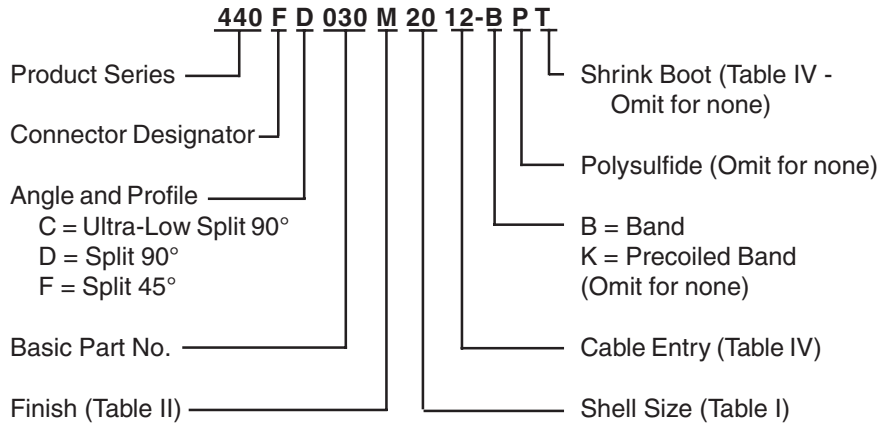 440 F D 030 M 20 12-B P T
Product Series
Connector Designator
Angle and Profile
C = Ultra-Low Split 90°
D = Split 90°
F = Split 45°
Basic Part No.
Finish (Table II)
Shrink Boot (Table IV -
Omit for none)
Polysulfide (Omit for none)
B = Band
K = Precoiled Band
(Omit for none)
Cable Entry (Table IV)
Shell Size (Table I)